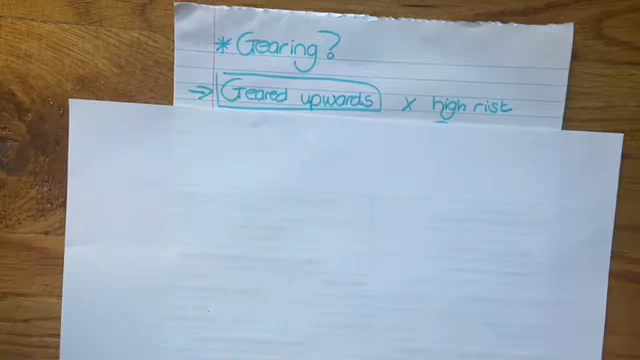 * Gearing?
→ Geared upwards x high risk